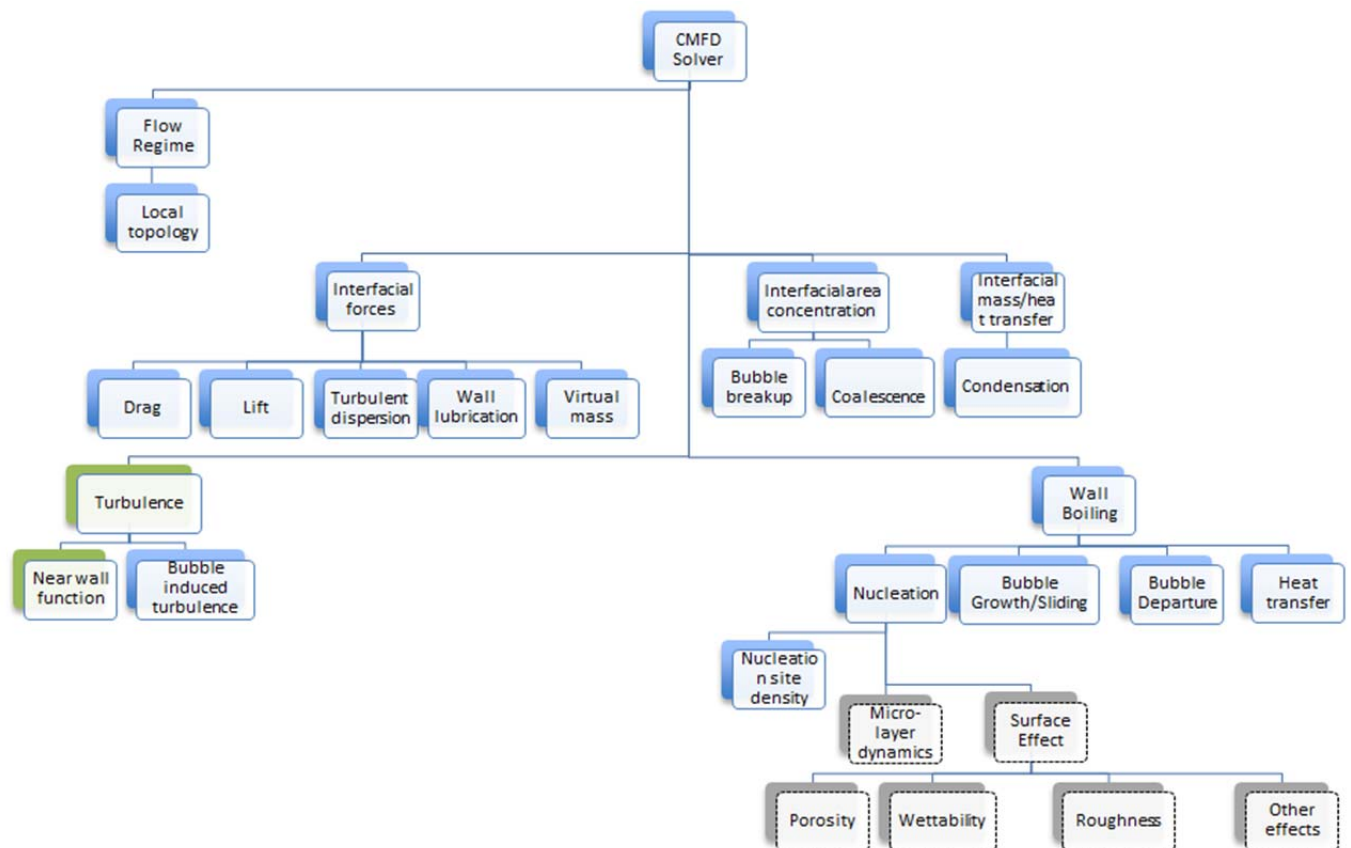 CMFD
Solver
Flow
Regime
Local
topology
Interfacial
forces
Interfacialarea
concentration
Interfacial
mass/hea
t transfer
Drag
Lift
Turbulent
dispersion
Wall
lubrication
Virtual
mass
Bubble
breakup
Coalescence
Condensation
Turbulence
Near wall
function
Bubble
induced
turbulence
Wall
Boiling
Nucleation
Bubble
Growth/Sliding
Bubble
Departure
Heat
transfer
Nucleatio
n site
density
Micro-
layer
dynamics
Surface
Effect
Porosity
Wettability
Roughness
Other
effects